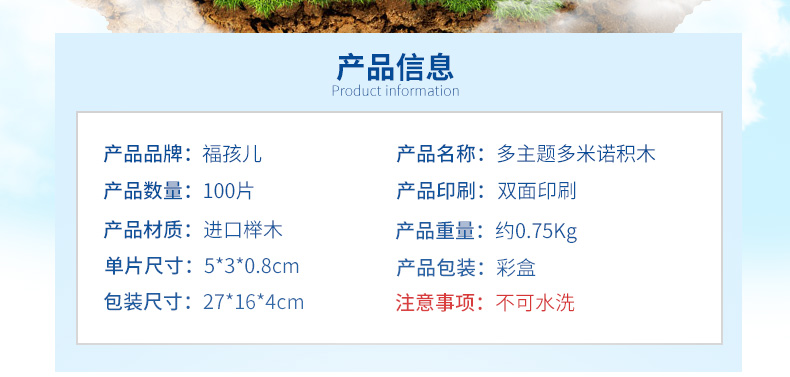 产品信息
Product information
产品品牌：福孩儿 产品名称：多主题多米诺积木
产品数量：100片 产品印刷：双面印刷
产品材质：进口榉木 产品重量：约0.75Kg
单片尺寸：5*3*0.8cm 产品包装：彩盒
包装尺寸：27*16*4cm 注意事项：不可水洗